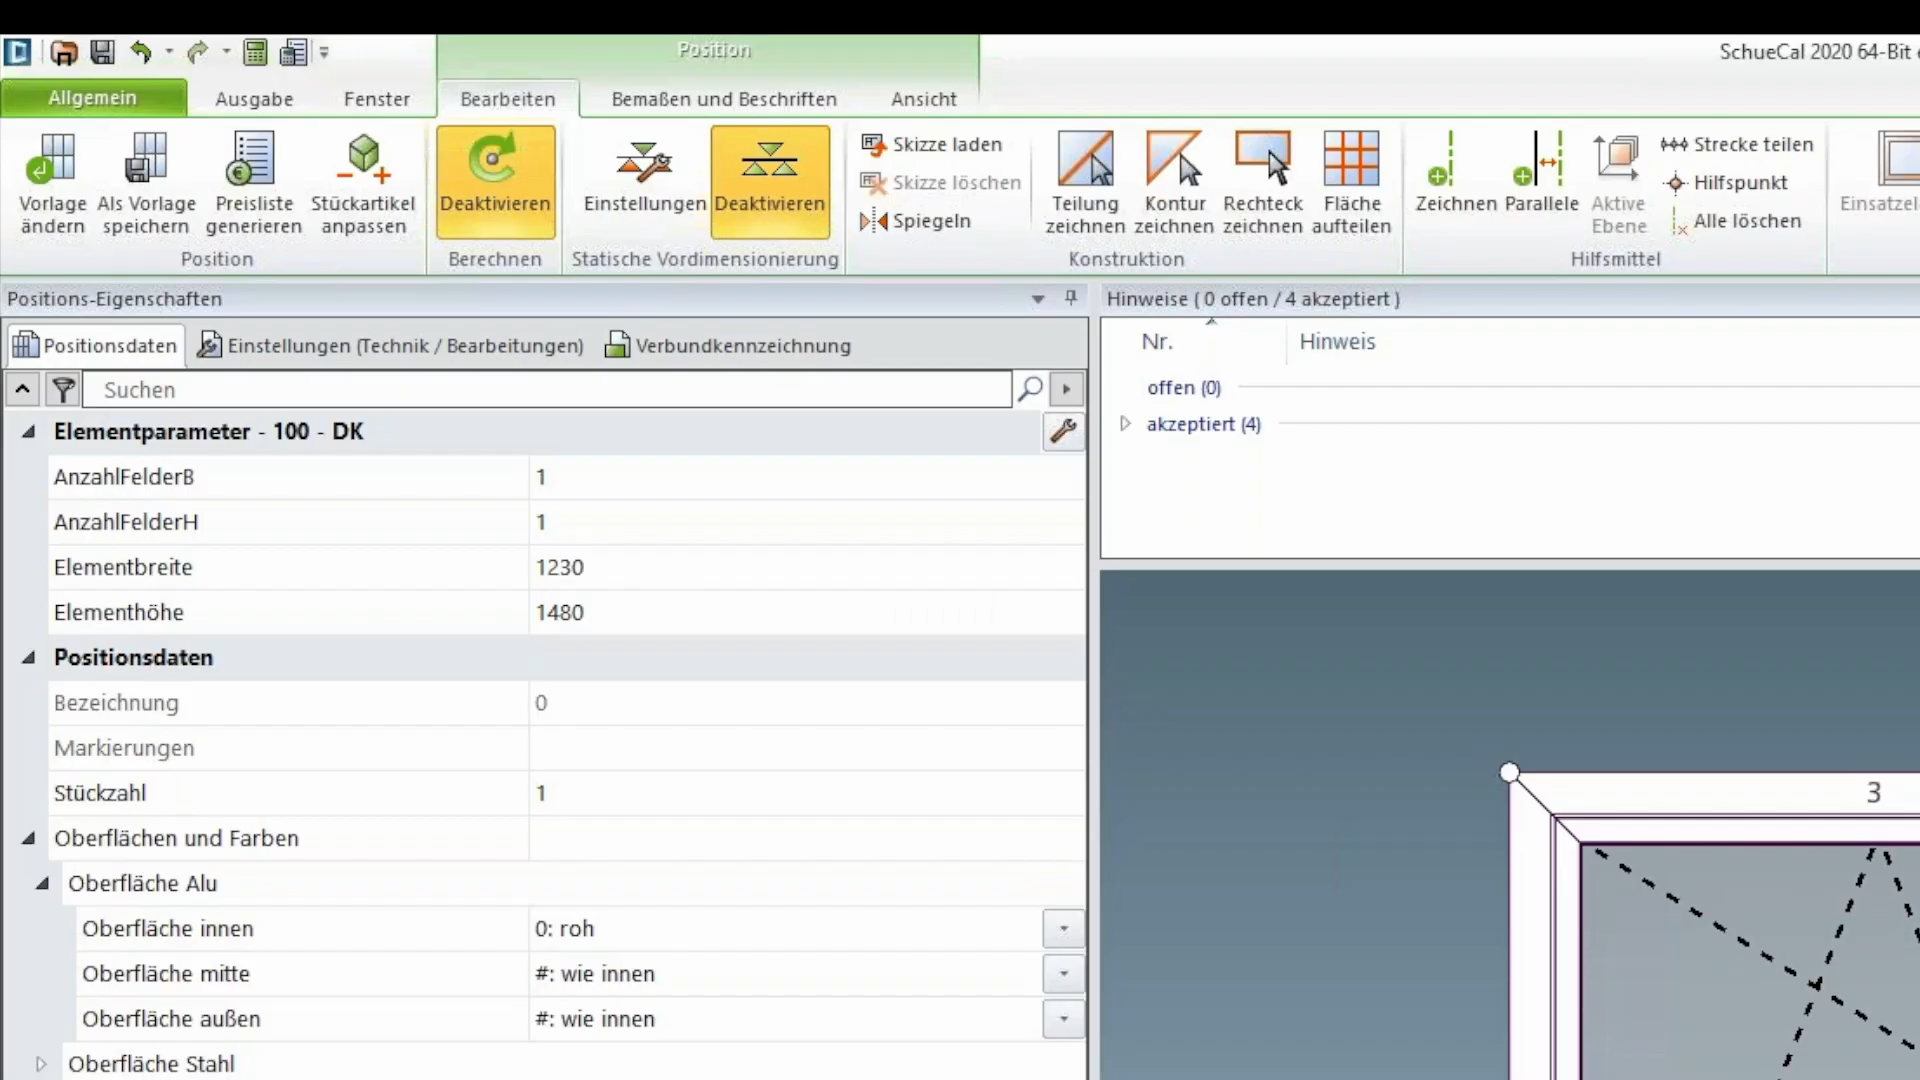 Position
SchueCal 2020 64-Bit
Allgemein
Ausgabe
Fenster
Bearbeiten
Bemaßen und Beschriften
Ansicht
Vorlage ändern
Als Vorlage speichern
Preisliste generieren
Stückartikel anpassen
Position
Deaktivieren
Berechnen
Einstellungen
Deaktivieren
Statische Vordimensionierung
Skizze laden
Skizze löschen
Spiegeln
Teilung zeichnen
Kontur zeichnen
Rechteck zeichnen
Fläche aufteilen
Konstruktion
Zeichnen
Parallele
Aktive Ebene
Strecke teilen
Hilfspunkt
Alle löschen
Hilfsmittel
Positions-Eigenschaften
Positionsdaten
Einstellungen (Technik / Bearbeitungen)
Verbundkennzeichnung
Suchen
Elementparameter - 100 - DK
AnzahlFelderB 1
AnzahlFelderH 1
Elementbreite 1230
Elementhöhe 1480
Positionsdaten
Bezeichnung 0
Markierungen
Stückzahl 1
Oberflächen und Farben
Oberfläche Alu
Oberfläche innen 0: roh
Oberfläche mitte #: wie innen
Oberfläche außen #: wie innen
Oberfläche Stahl
Hinweise ( 0 offen / 4 akzeptiert )
Nr. Hinweis
offen (0)
akzeptiert (4)
3